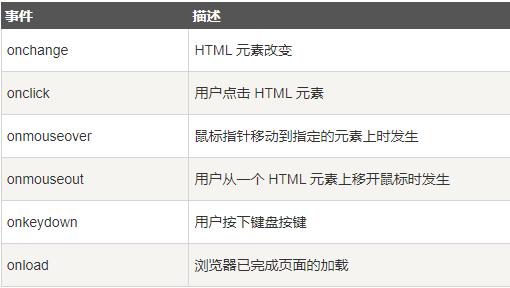 事件 描述
onchange HTML 元素改变
onclick 用户点击 HTML 元素
onmouseover 鼠标指针移动到指定的元素上时发生
onmouseout 用户从一个 HTML 元素上移开鼠标时发生
onkeydown 用户按下键盘按键
onload 浏览器已完成页面的加载